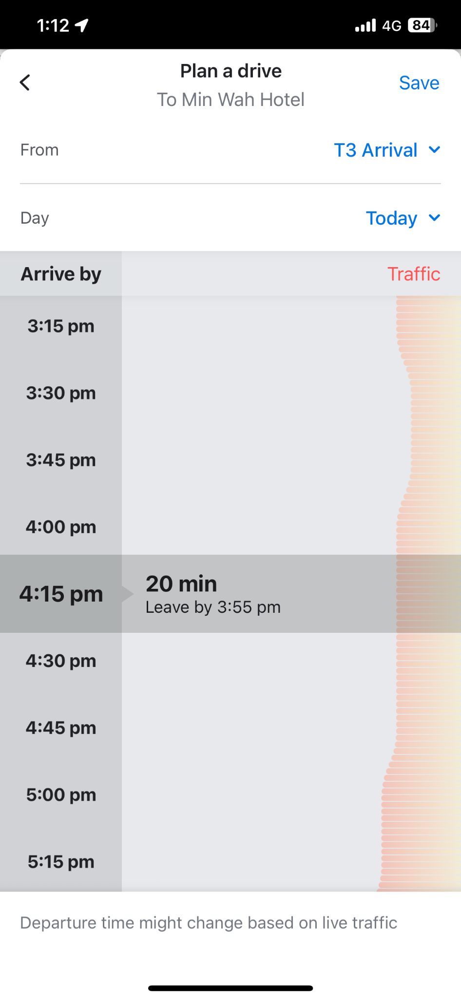 1:12
4G 84
Plan a drive
Save
To Min Wah Hotel
From T3 Arrival
Day Today
Arrive by Traffic
3:15 pm
3:30 pm
3:45 pm
4:00 pm
4:15 pm
20 min
Leave by 3:55 pm
4:30 pm
4:45 pm
5:00 pm
5:15 pm
Departure time might change based on live traffic